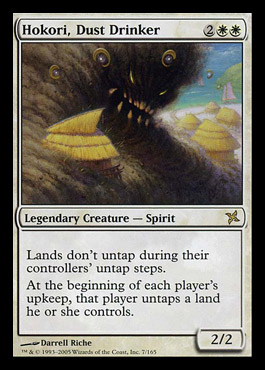 Hokori, Dust Drinker 2
Legendary Creature — Spirit
Lands don't untap during their
controllers' untap steps.
At the beginning of each player's
upkeep, that player untaps a land
he or she controls.
Darrell Riche
™ & © 1993–2005 Wizards of the Coast, Inc. 7/165
2/2